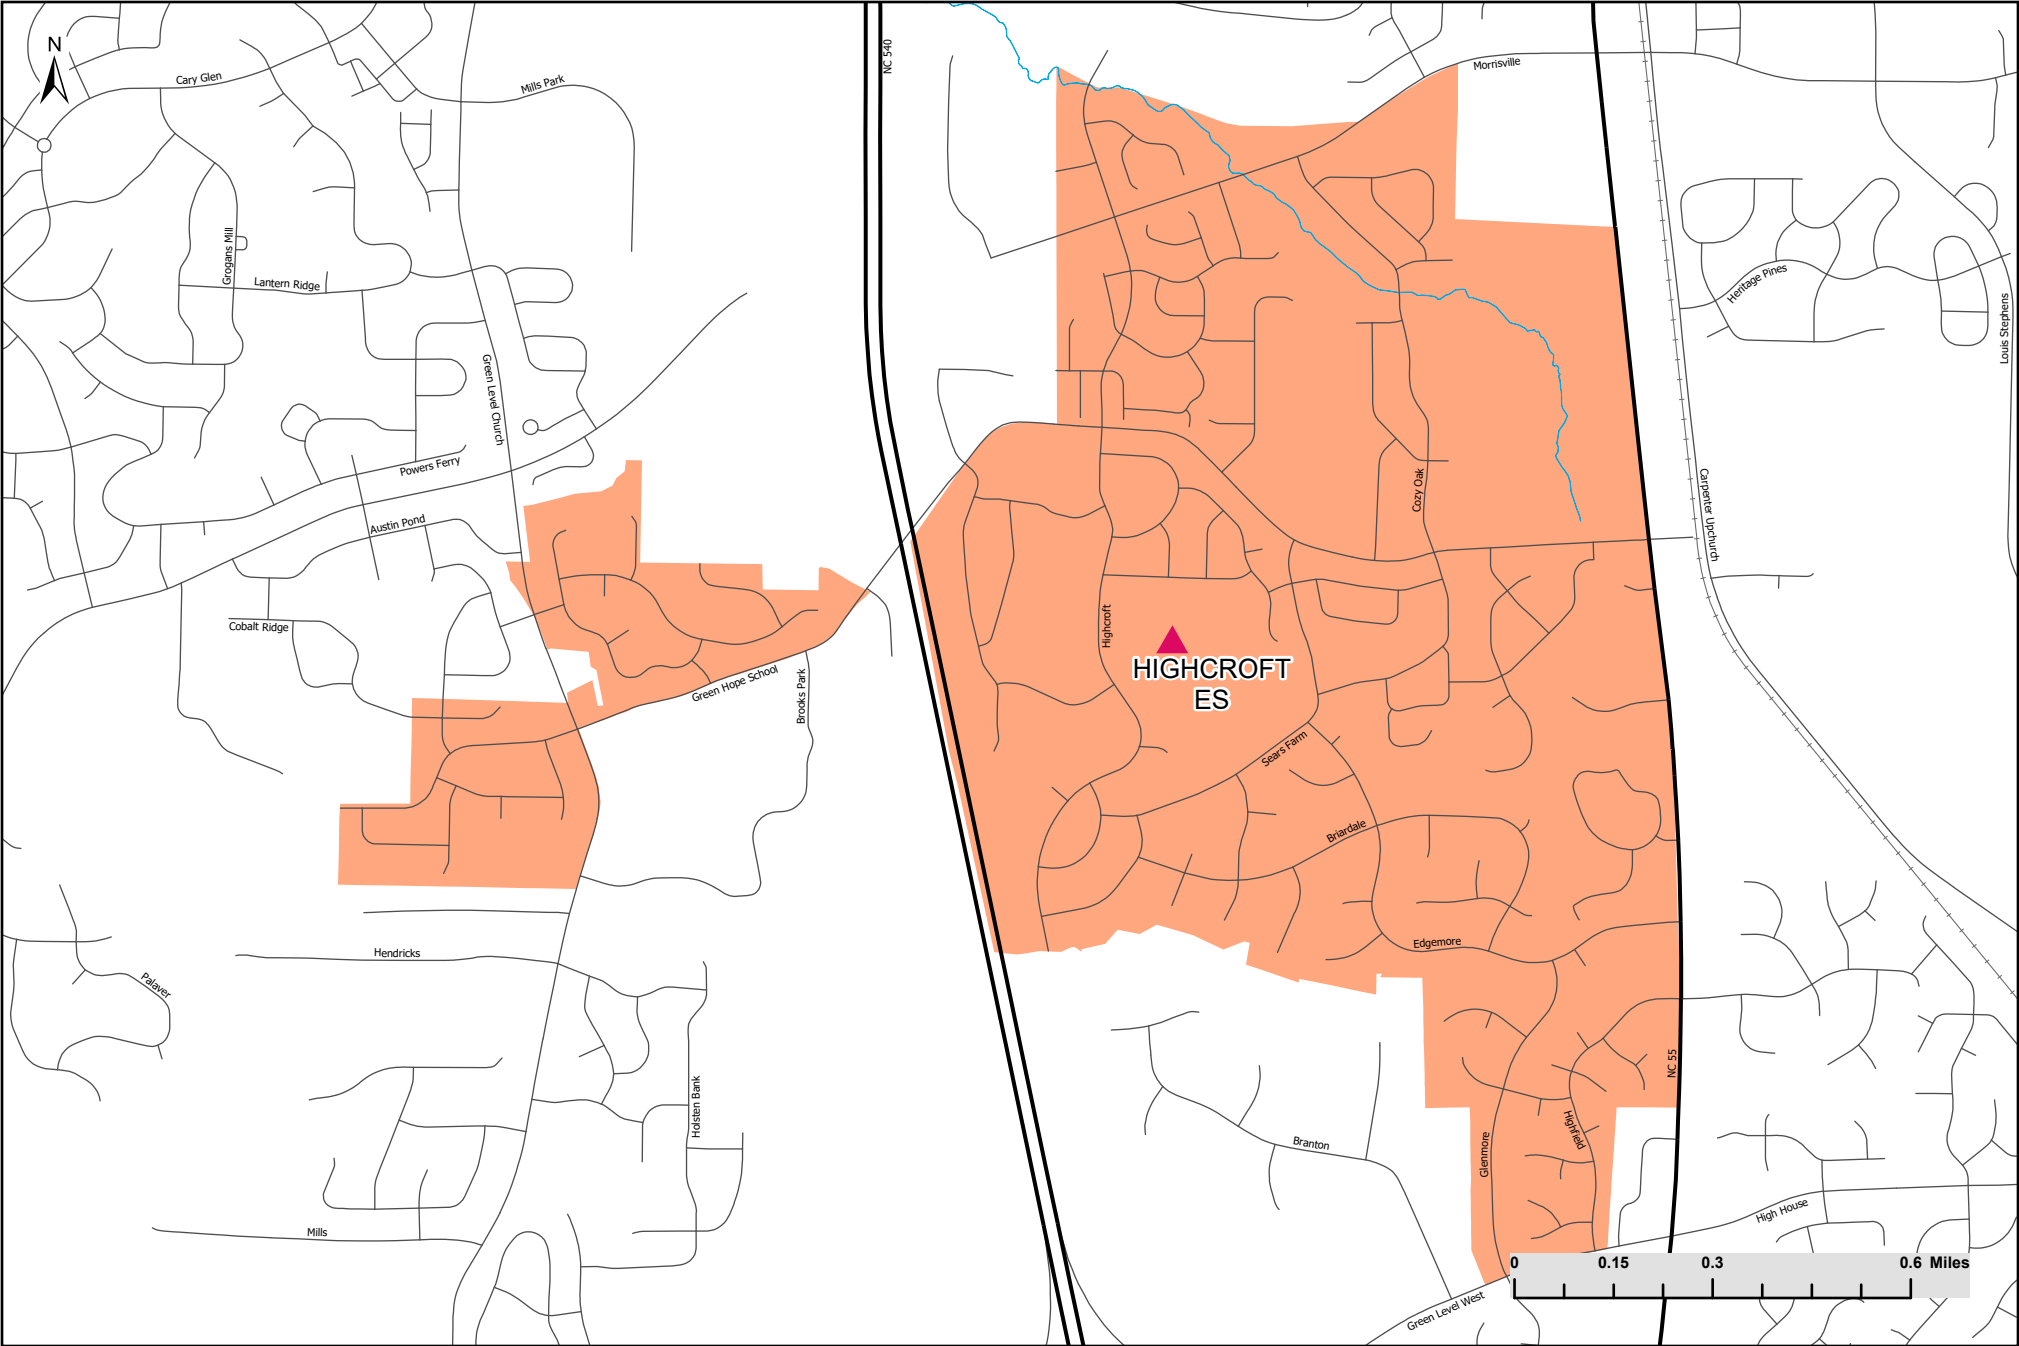 N
Cary Glen
Mills Park
NC 540
Morrisville
Grogans Mill
Lantern Ridge
Heritage Pines
Louis Stephens
Green Level Church
Powers Ferry
Austin Pond
Cozy Oak
Carpenter Upchurch
Cobalt Ridge
Highcroft
HIGHCROFT
ES
Green Hope School
Brooks Park
Sears Farm
Briardale
Edgemore
Hendricks
Palaver
NC 55
Holsten Bank
Branton
Highfield
Glenmore
High House
Mills
Green Level West
0 0.15 0.3 0.6 Miles